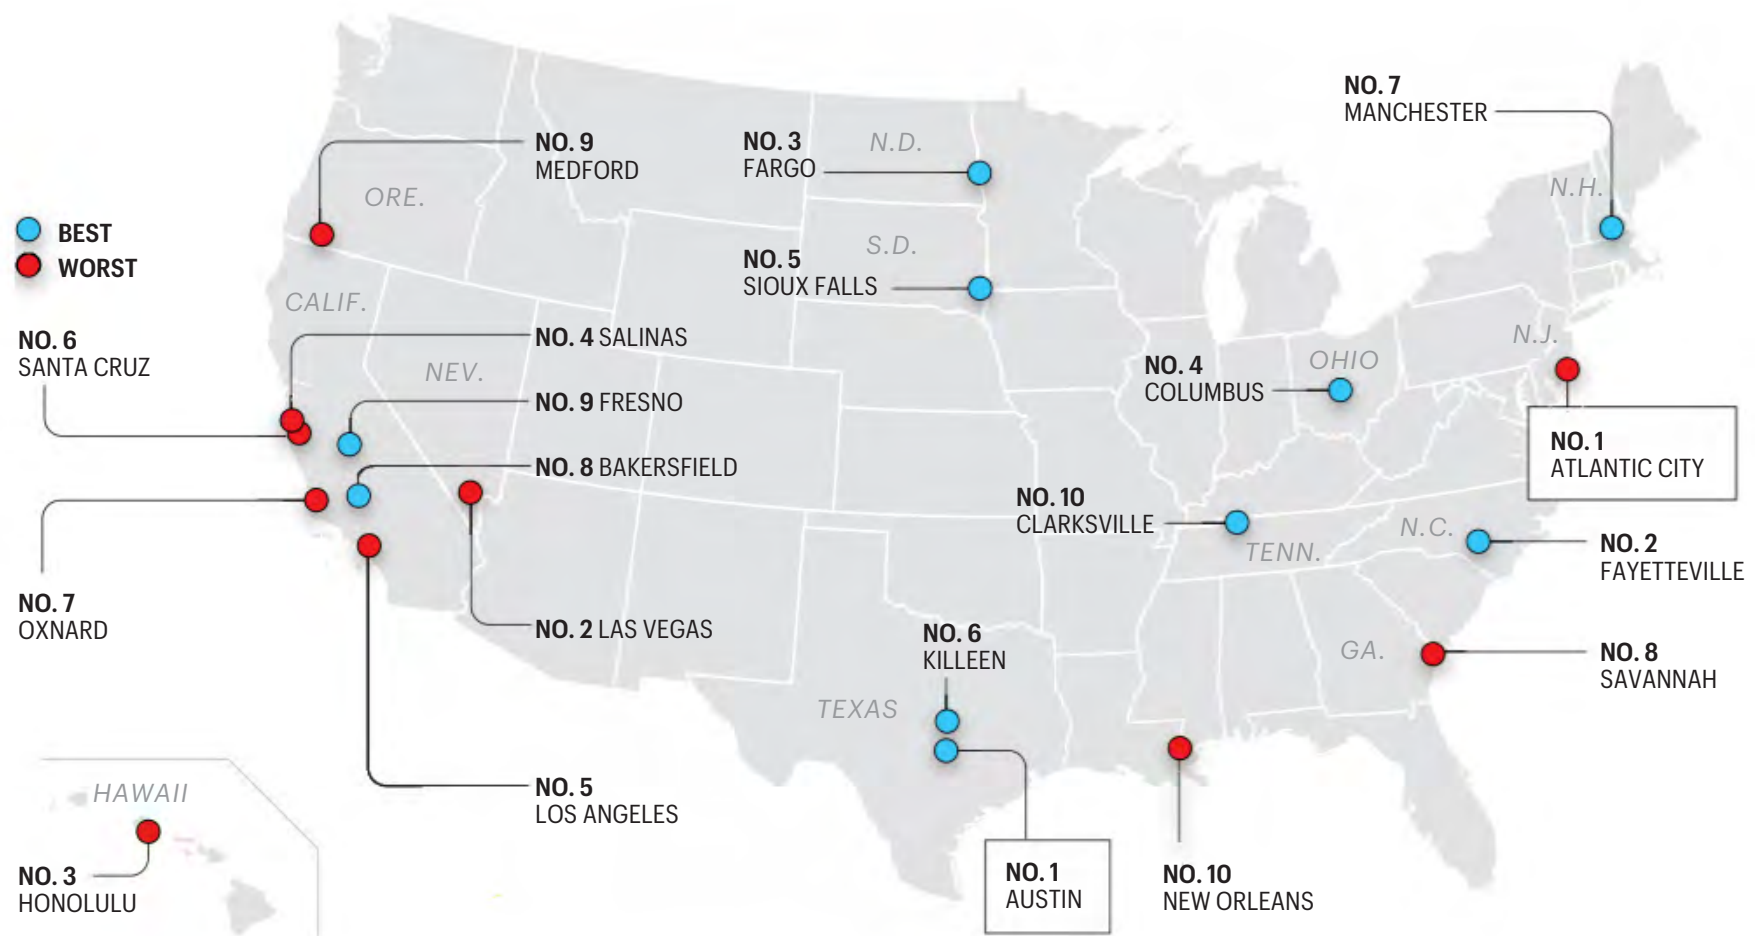 NO. 7
MANCHESTER
NO. 9
MEDFORD
NO. 3
FARGO
N.D.
ORE.
N.H.
BEST
WORST
S.D.
NO. 5
SIOUX FALLS
CALIF.
NO. 6
SANTA CRUZ
NO. 4 SALINAS
N.J.
NEV.
NO. 4
COLUMBUS
OHIO
NO. 9 FRESNO
NO. 1
ATLANTIC CITY
NO. 8 BAKERSFIELD
NO. 10
CLARKSVILLE
N.C.
TENN.
NO. 2
FAYETTEVILLE
NO. 7
OXNARD
NO. 2 LAS VEGAS
NO. 6
KILLEEN
GA.
NO. 8
SAVANNAH
TEXAS
HAWAII
NO. 5
LOS ANGELES
NO. 3
HONOLULU
NO. 1
AUSTIN
NO. 10
NEW ORLEANS